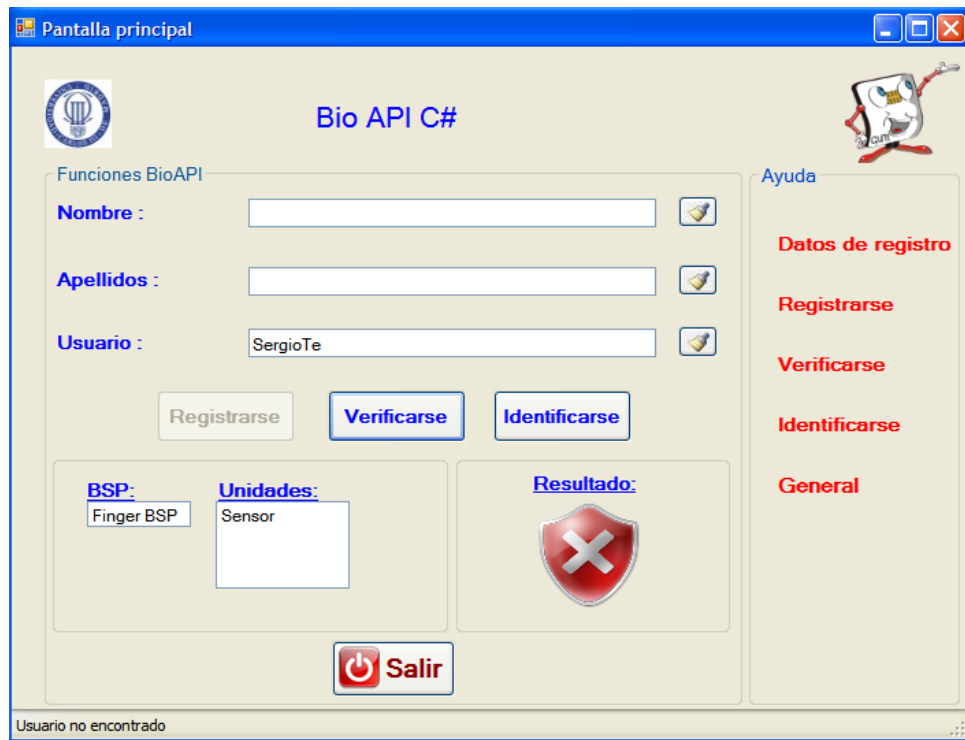 Pantalla principal
Bio API C#
Funciones BioAPI
Nombre :
Apellidos :
Usuario :
SergioTe
Registrarse
Verificarse
Identificarse
BSP:
Finger BSP
Unidades:
Sensor
Resultado:
Salir
Ayuda
Datos de registro
Registrarse
Verificarse
Identificarse
General
Usuario no encontrado